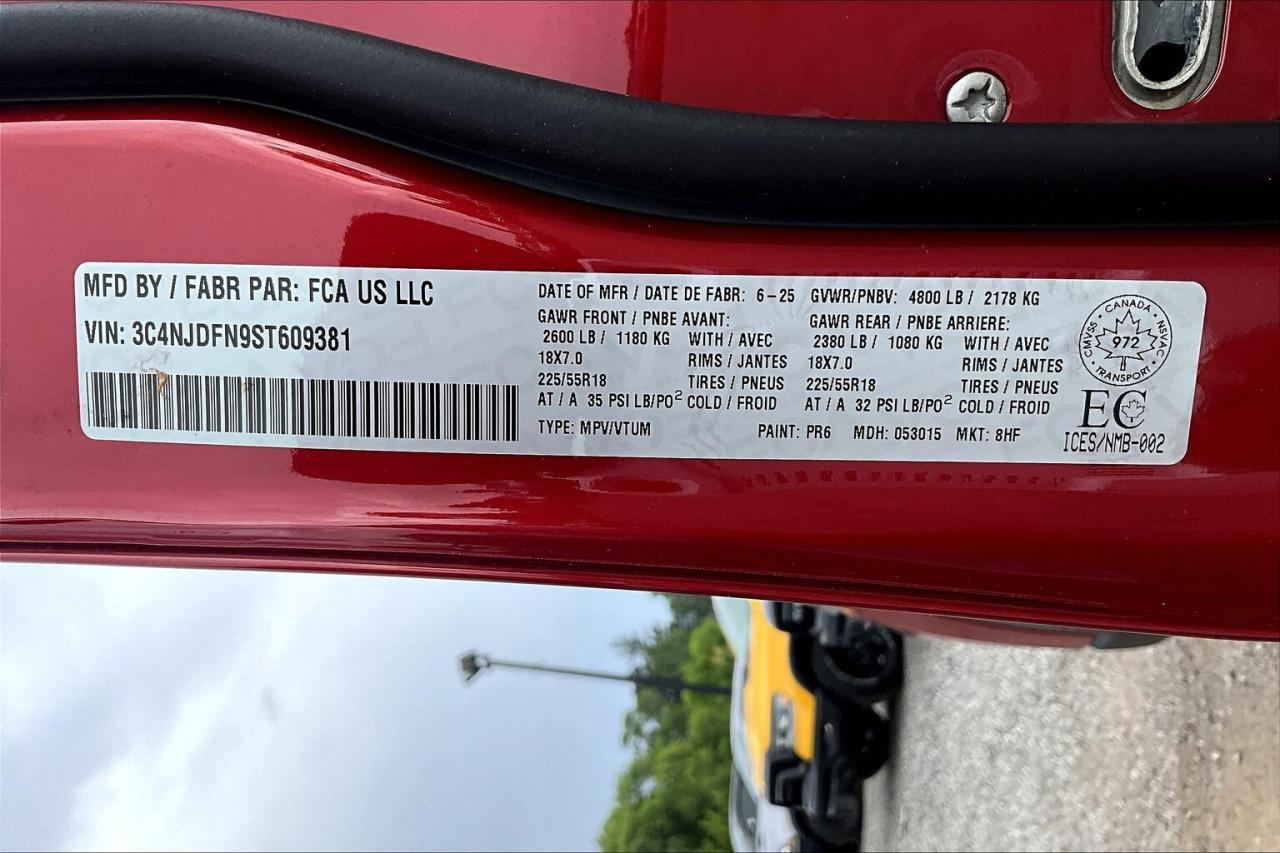 MFD BY / FABR PAR: FCA US LLC
VIN: 3C4NJDFN9ST609381
DATE OF MFR / DATE DE FABR: 6-25 GVWR/PNBV: 4800 LB / 2178 KG
GAWR FRONT / PNBE AVANT: GAWR REAR / PNBE ARRIERE:
2600 LB / 1180 KG WITH / AVEC 2380 LB / 1080 KG WITH / AVEC
18X7.0 RIMS / JANTES 18X7.0 RIMS / JANTES
225/55R18 TIRES / PNEUS 225/55R18 TIRES / PNEUS
AT / A 35 PSI LB/PO² COLD / FROID AT / A 32 PSI LB/PO² COLD / FROID
TYPE: MPV/VTUM PAINT: PR6 MDH: 053015 MKT: 8HF
CANADA
CMVSS 972 NSVAC
TRANSPORT
EC
ICES/NMB-002